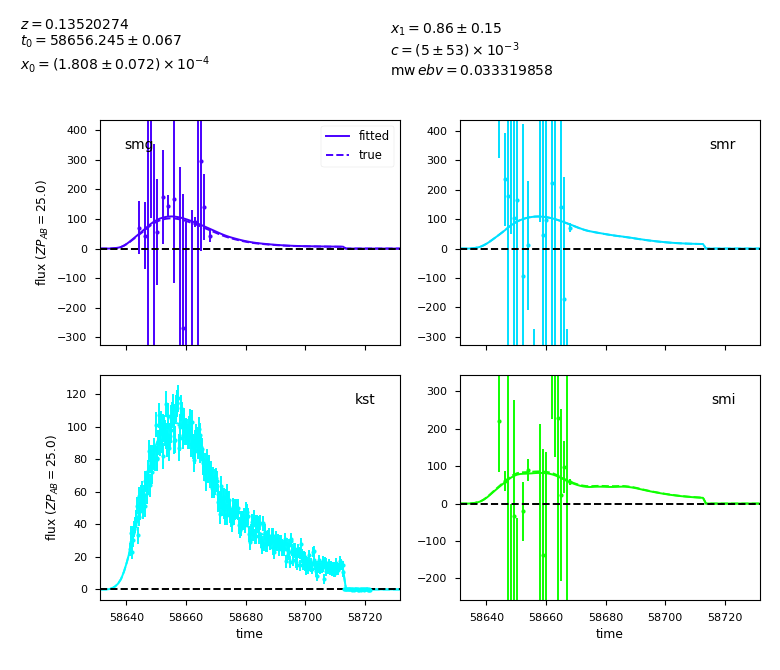 z = 0.13520274
t₀ = 58656.245 ± 0.067
x₀ = (1.808 ± 0.072) × 10⁻⁴
x₁ = 0.86 ± 0.15
c = (5 ± 53) × 10⁻³
mw ebv = 0.033319858
smg
fitted
true
400
300
200
100
0
−100
−200
−300
flux (ZP_AB = 25.0)
smr
400
300
200
100
0
−100
−200
−300
kst
120
100
80
60
40
20
0
flux (ZP_AB = 25.0)
58640 58660 58680 58700 58720
time
smi
300
200
100
0
−100
−200
58640 58660 58680 58700 58720
time